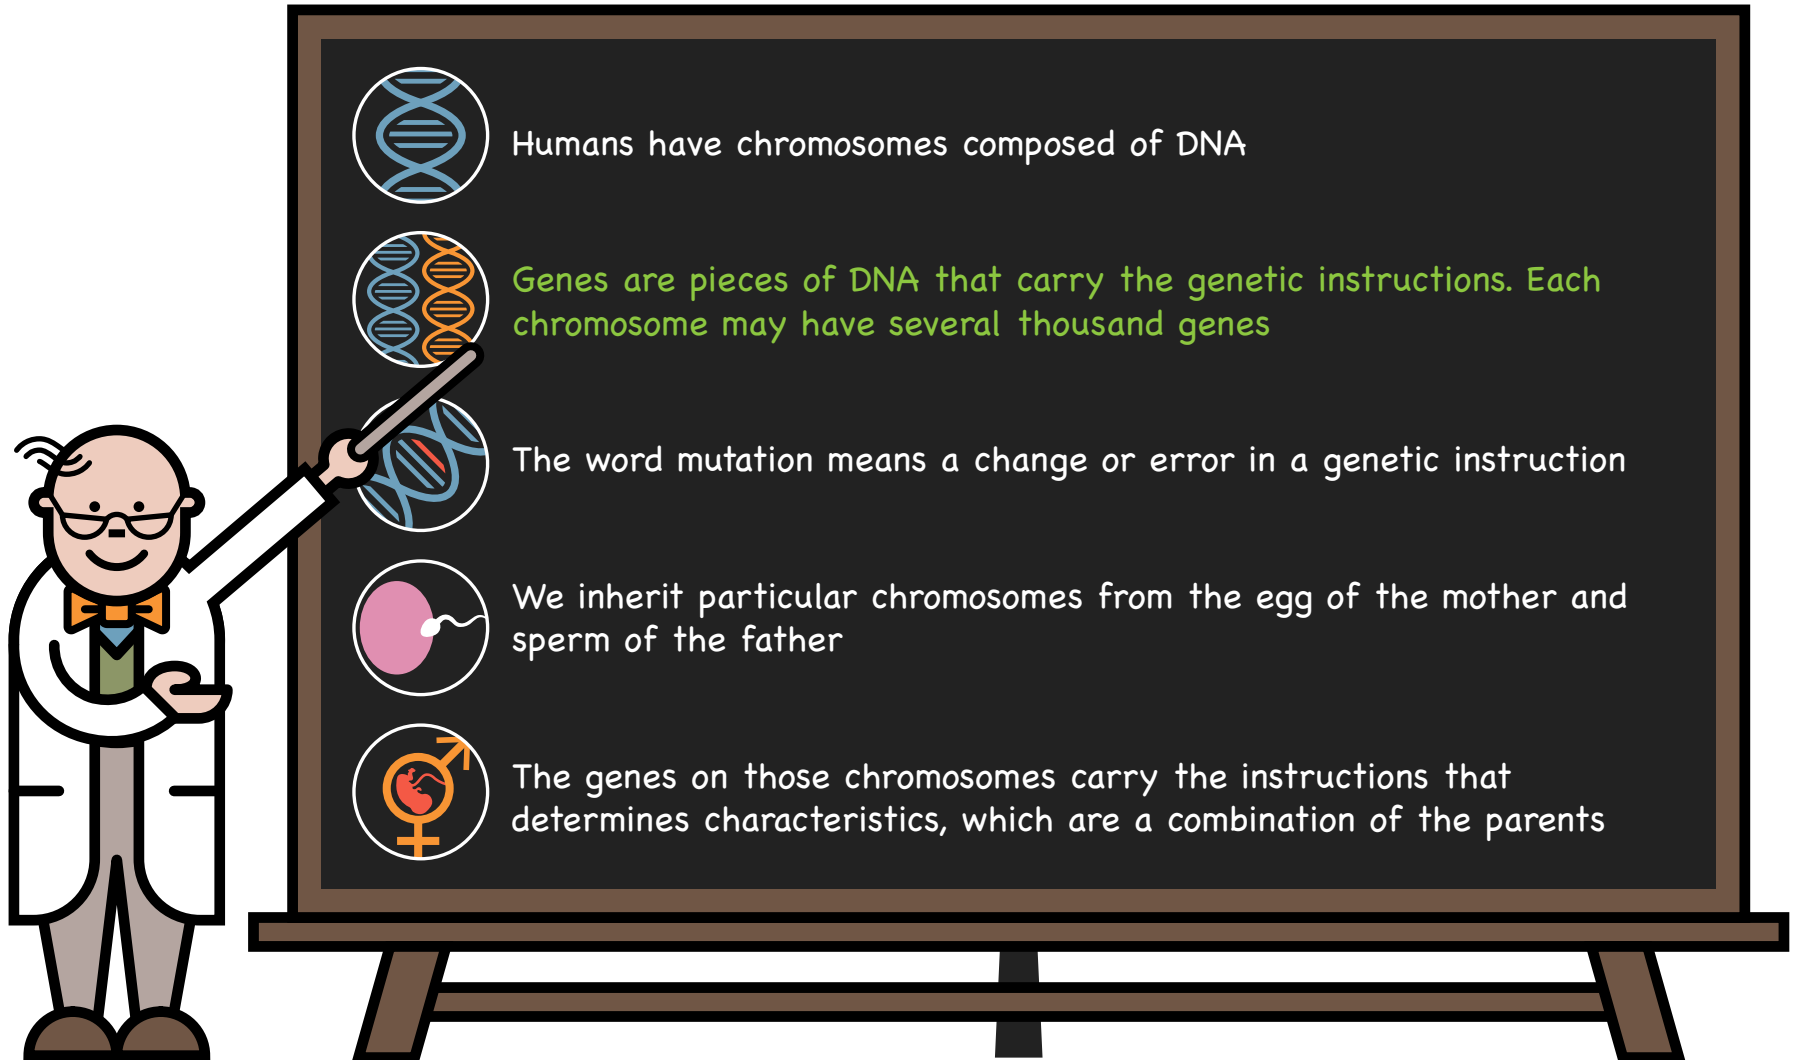 Humans have chromosomes composed of DNA
Genes are pieces of DNA that carry the genetic instructions. Each
chromosome may have several thousand genes
The word mutation means a change or error in a genetic instruction
We inherit particular chromosomes from the egg of the mother and
sperm of the father
The genes on those chromosomes carry the instructions that
determines characteristics, which are a combination of the parents